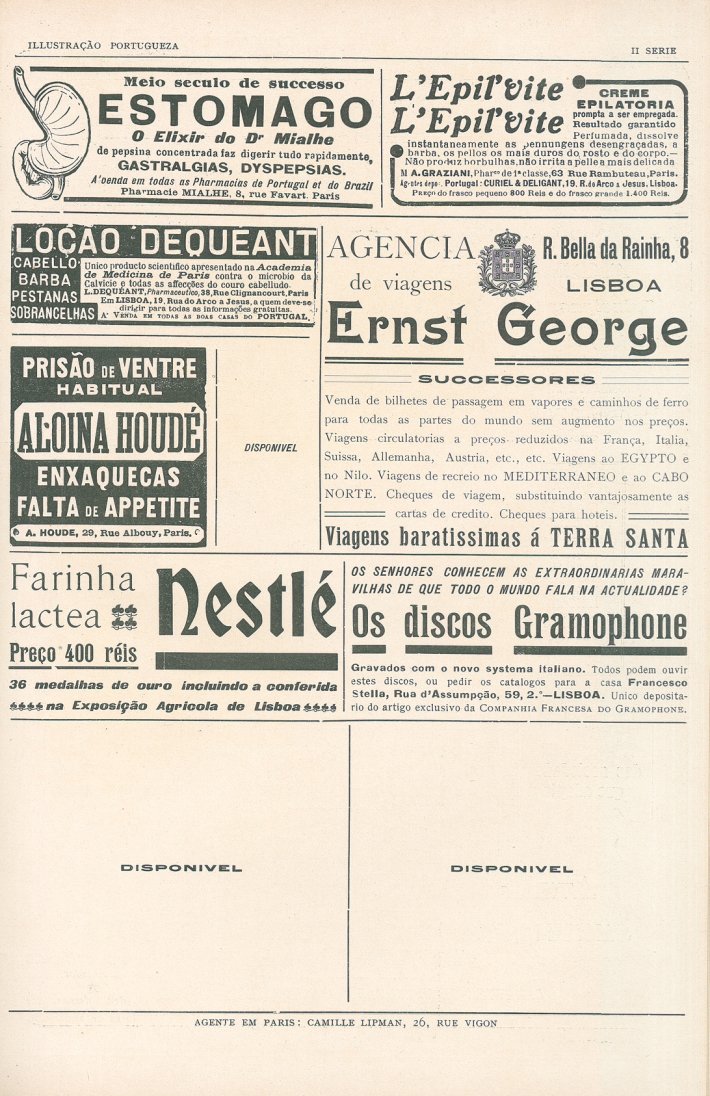 ILLUSTRAÇÃO PORTUGUEZA
II SERIE
Meio seculo de successo
ESTOMAGO
O Elixir do Dr Mialhe
de pepsina concentrada faz digerir tudo rapidamente,
GASTRALGIAS, DYSPEPSIAS.
A'venda em todas as Pharmacias de Portugal et do Brazil
Pharmacie MIALHE, 8, rue Favart, Paris
L'Epil'vite
L'Epil'vite
CREME
EPILATORIA
prompta a ser empregada.
Resultado garantido
Perfumada, dissolve
instantaneamente as pennungens desengraçadas, a
barba, os pellos os mais duros do rosto e do corpo.—
Não produz borbulhas, não irrita a pelle a mais delicada
M A. GRAZIANI, Pharco de 1ª classe, 63 Rue Rambuteau, Paris.
Agentes depos. Portugal: CURIEL & DELIGANT, 19, R. do Arco a Jesus, Lisboa.
PREÇO do frasco pequeno 800 Reis e do frasco grande 1.400 Reis.
LOÇÃO DEQUÉANT
CABELLO
BARBA
PESTANAS
SOBRANCELHAS
Unico producto scientifico apresentado na Academia
de Medicina de Paris contra o microbio da
Calvicie e todas as affecções do couro cabelludo.
L. DEQUÉANT, Pharmaceutico, 38, Rue Clignancourt, Paris
Em LISBOA, 19, Rua do Arco a Jesus, a quem deve-se
dirigir para todas as informações gratuitas.
A' VENDA EM TODAS AS BOAS CASAS DO PORTUGAL.
AGENCIA
de viagens
R. Bella da Rainha, 8
LISBOA
Ernst George
SUCCESSORES
Venda de bilhetes de passagem em vapores e caminhos de ferro
para todas as partes do mundo sem augmento nos preços.
Viagens circulatorias a preços reduzidos na França, Italia,
Suissa, Allemanha, Austria, etc., etc. Viagens ao EGYPTO e
no Nilo. Viagens de recreio no MEDITERRANEO e ao CABO
NORTE. Cheques de viagem, substituindo vantajosamente as
cartas de credito. Cheques para hoteis.
Viagens baratissimas á TERRA SANTA
PRISÃO DE VENTRE
HABITUAL
ALOINA HOUDÉ
ENXAQUECAS
FALTA DE APPETITE
A. HOUDE, 29, Rue Albouy, Paris.
DISPONIVEL
Farinha
lactea
Nestlé
Preço 400 réis
36 medalhas de ouro incluindo a conferida
na Exposição Agricola de Lisboa
OS SENHORES CONHECEM AS EXTRAORDINARIAS MARA-
VILHAS DE QUE TODO O MUNDO FALA NA ACTUALIDADE?
Os discos Gramophone
Gravados com o novo systema italiano. Todos podem ouvir
estes discos, ou pedir os catalogos para a casa Francesco
Stella, Rua d'Assumpção, 59, 2.º—LISBOA. Unico deposita-
rio do artigo exclusivo da COMPANHIA FRANCESA DO GRAMOPHONE.
DISPONIVEL
DISPONIVEL
AGENTE EM PARIS: CAMILLE LIPMAN, 26, RUE VIGON